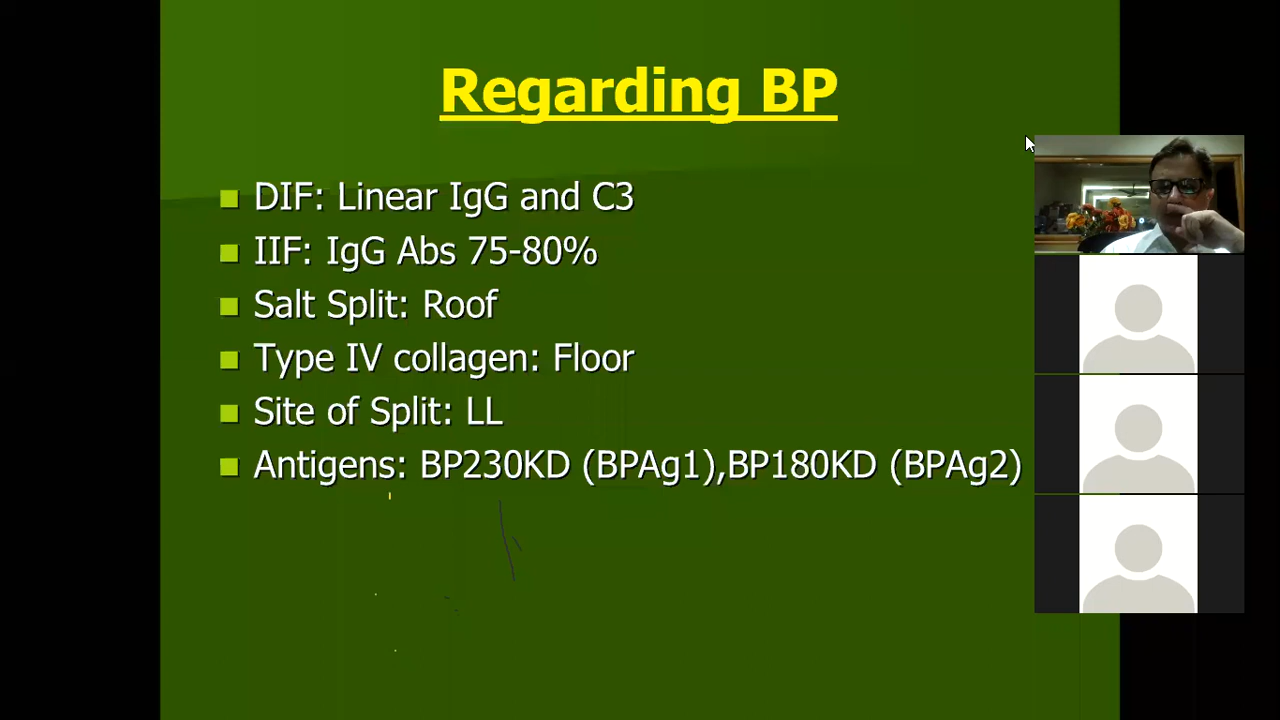 Regarding BP
DIF: Linear IgG and C3
IIF: IgG Abs 75-80%
Salt Split: Roof
Type IV collagen: Floor
Site of Split: LL
Antigens: BP230KD (BPAg1),BP180KD (BPAg2)